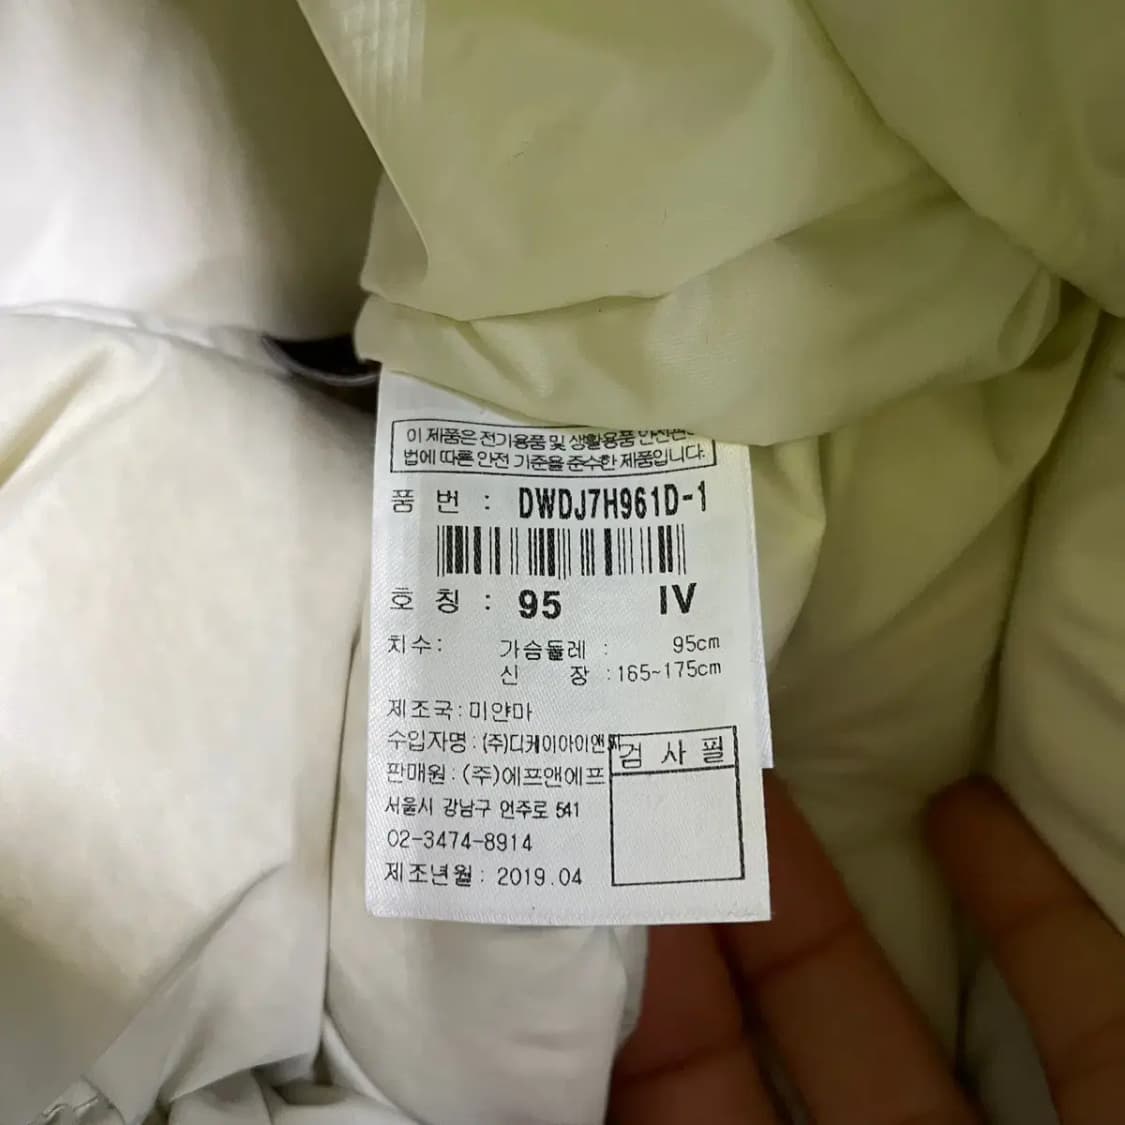 이 제품은 전기용품 및 생활용품 안전관리
법에 따른 안전 기준을 준수한 제품입니다.
품 번 : DWDJ7H961D-1
호 칭 : 95 IV
치수: 가슴둘레 : 95cm
신 장 : 165~175cm
제조국 : 미얀마
수입자명 : (주)디케이아이앤씨
판매원 : (주)에프앤에프
서울시 강남구 언주로 541
02-3474-8914
제조년월 : 2019.04
검 사 필